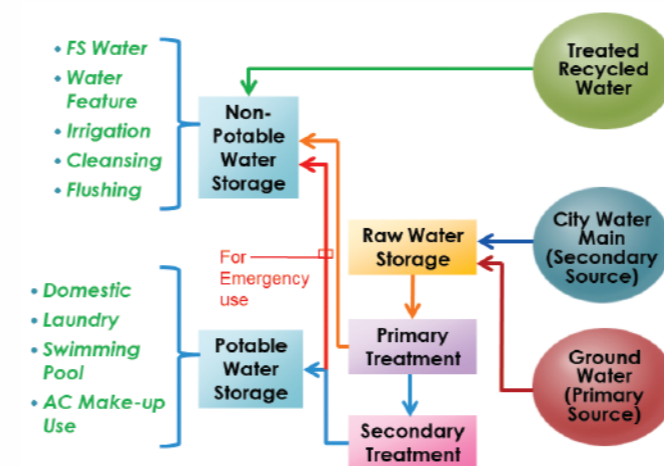 • FS Water
• Water
Feature
• Irrigation
• Cleansing
• Flushing
Non-
Potable
Water
Storage
Treated
Recycled
Water
For
Emergency
use
Raw Water
Storage
City Water
Main
(Secondary
Source)
• Domestic
• Laundry
• Swimming
Pool
• AC Make-up
Use
Potable
Water
Storage
Primary
Treatment
Secondary
Treatment
Ground
Water
(Primary
Source)